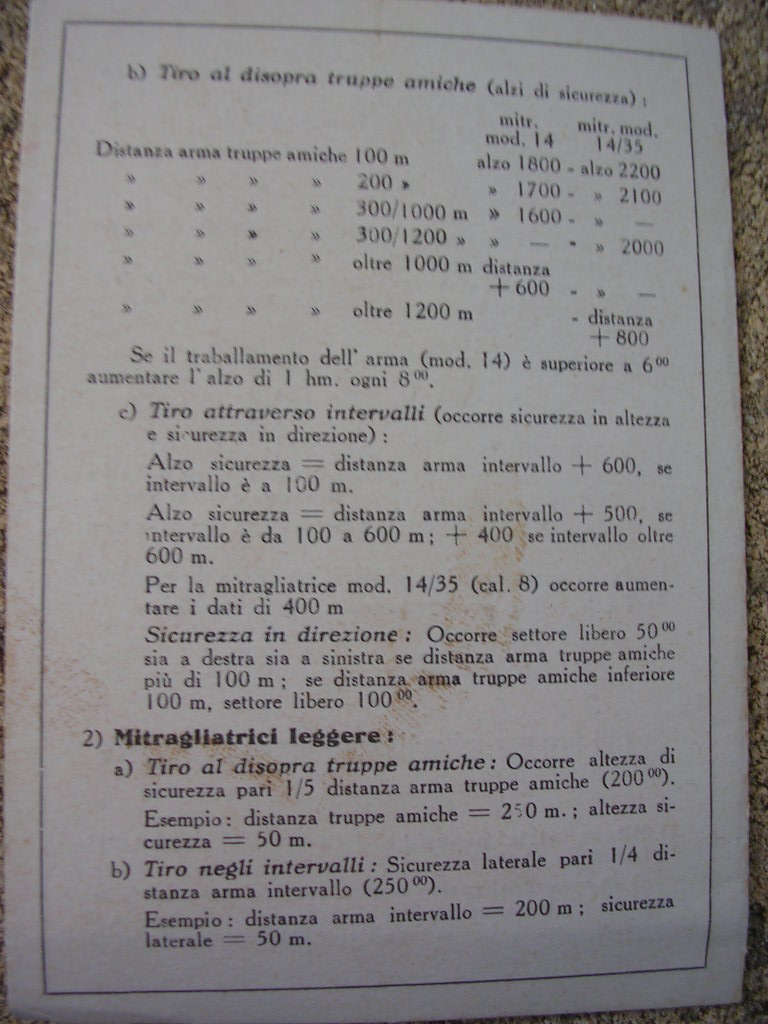 b) Tiro al disopra truppe amiche (alzi di sicurezza) :
mitr. mitr. mod.
mod. 14 14/35
Distanza arma truppe amiche 100 m alzo 1800 - alzo 2200
» » » » 200 » » 1700 - » 2100
» » » » 300/1000 m » 1600 - » —
» » » » 300/1200 » » — - » 2000
» » » » oltre 1000 m distanza
+ 600 - » —
» » » » oltre 1200 m - distanza
+ 800
Se il traballamento dell' arma (mod. 14) è superiore a 6⁰⁰
aumentare l'alzo di 1 hm. ogni 8⁰⁰.
c) Tiro attraverso intervalli (occorre sicurezza in altezza
e sicurezza in direzione) :
Alzo sicurezza = distanza arma intervallo + 600, se
intervallo è a 100 m.
Alzo sicurezza = distanza arma intervallo + 500, se
intervallo è da 100 a 600 m ; + 400 se intervallo oltre
600 m.
Per la mitragliatrice mod. 14/35 (cal. 8) occorre aumen-
tare i dati di 400 m
Sicurezza in direzione : Occorre settore libero 50⁰⁰
sia a destra sia a sinistra se distanza arma truppe amiche
più di 100 m ; se distanza arma truppe amiche inferiore
100 m, settore libero 100⁰⁰.
2) Mitragliatrici leggere :
a) Tiro al disopra truppe amiche : Occorre altezza di
sicurezza pari 1/5 distanza arma truppe amiche (200⁰⁰).
Esempio : distanza truppe amiche = 250 m. ; altezza si-
curezza = 50 m.
b) Tiro negli intervalli : Sicurezza laterale pari 1/4 di-
stanza arma intervallo (250⁰⁰).
Esempio : distanza arma intervallo = 200 m ; sicurezza
laterale = 50 m.